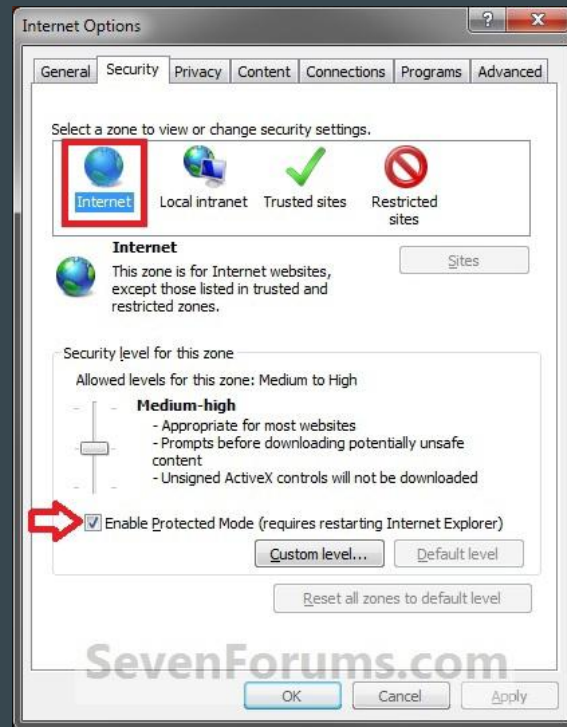 Internet Options
General Security Privacy Content Connections Programs Advanced
Select a zone to view or change security settings.
Internet Local intranet Trusted sites Restricted
sites
Internet
This zone is for Internet websites,
except those listed in trusted and
restricted zones.
Sites
Security level for this zone
Allowed levels for this zone: Medium to High
Medium-high
- Appropriate for most websites
- Prompts before downloading potentially unsafe
content
- Unsigned ActiveX controls will not be downloaded
Enable Protected Mode (requires restarting Internet Explorer)
Custom level... Default level
Reset all zones to default level
SevenForums.com
OK Cancel Apply